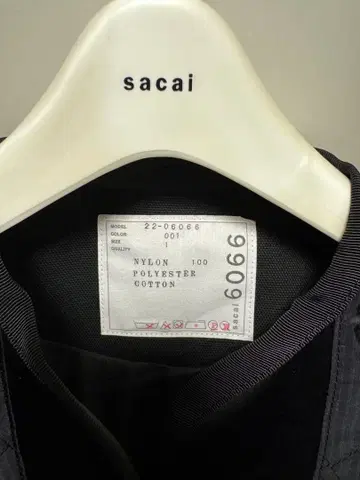 sacai
MODEL 22-06066
COLOR 001
SIZE 1
QUALITY
NYLON 100
POLYESTER
COTTON
sacai 6066